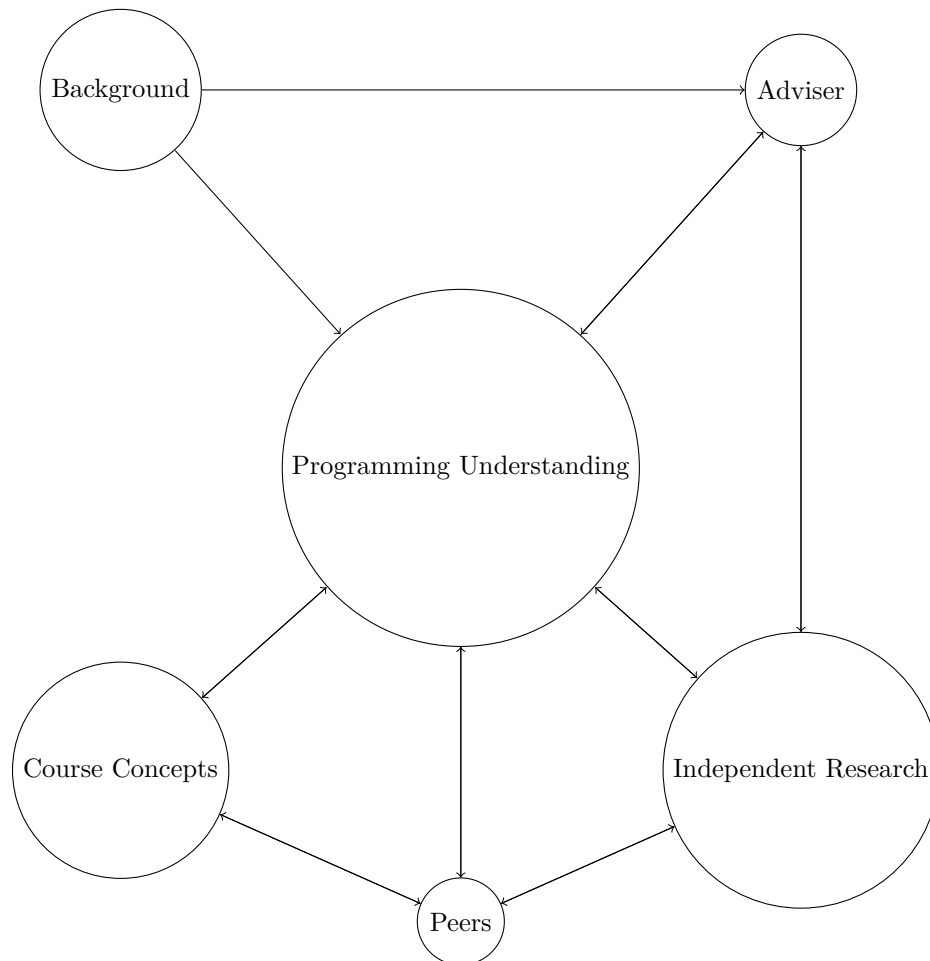 Background
Adviser
Programming Understanding
Course Concepts
Independent Research
Peers